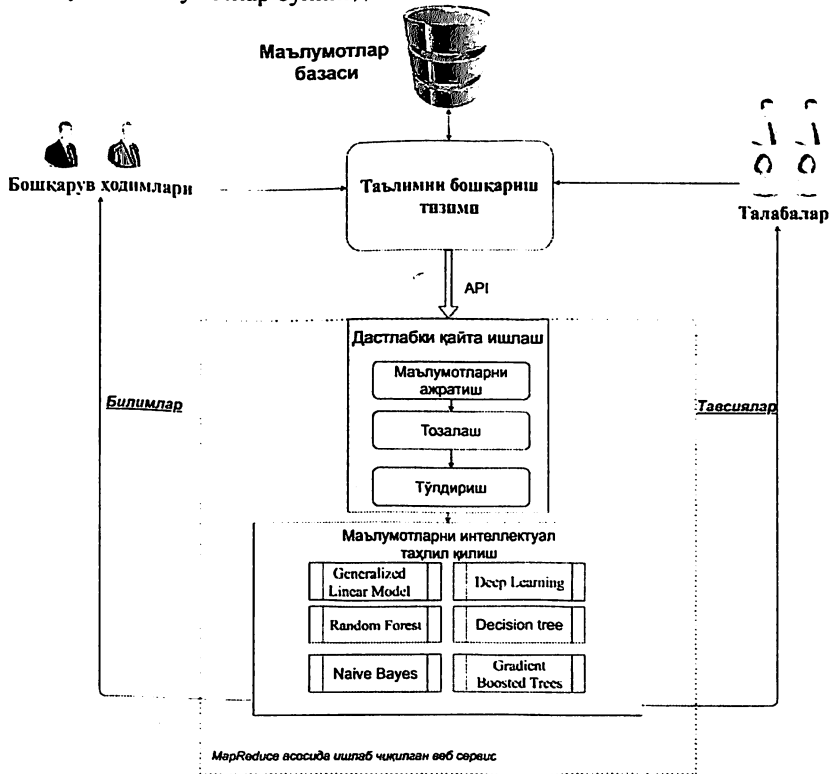 Маълумотлар
базаси
Бошқарув ҳодимлари
Таълимни бошқариш
тизими
Талабалар
API
Дастлабки қайта ишлаш
Маълумотларни
ажратиш
Билимлар
Тавсиялар
Тозалаш
Тўлдириш
Маълумотларни интеллектуал
таҳлил қилиш
Generalized
Linear Model
Deep Learning
Random Forest
Decision tree
Naive Bayes
Gradient
Boosted Trees
MapReduce асосида ишлаб чиқилган веб сервис